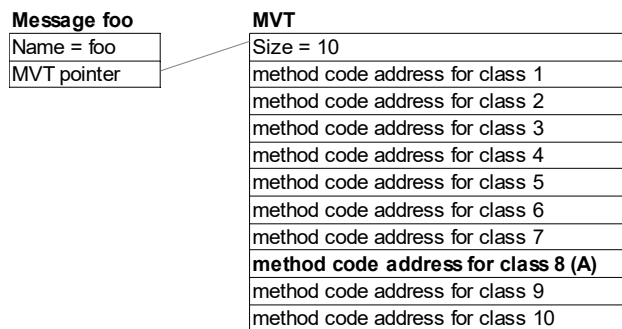 Message foo
Name = foo
MVT pointer
MVT
Size = 10
method code address for class 1
method code address for class 2
method code address for class 3
method code address for class 4
method code address for class 5
method code address for class 6
method code address for class 7
method code address for class 8 (A)
method code address for class 9
method code address for class 10